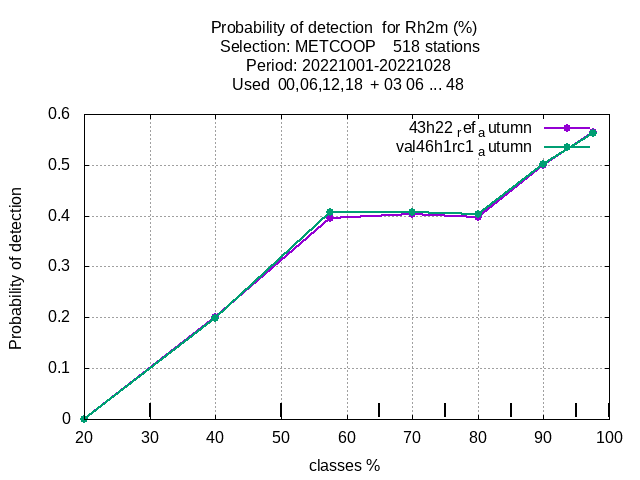 Probability of detection  for Rh2m (%)
Selection: METCOOP    518 stations
Period: 20221001-20221028
Used  00,06,12,18  + 03 06 ... 48
43h22 ref autumn
val46h1rc1 autumn
Probability of detection
0.6
0.5
0.4
0.3
0.2
0.1
0
20 30 40 50 60 70 80 90 100
classes %